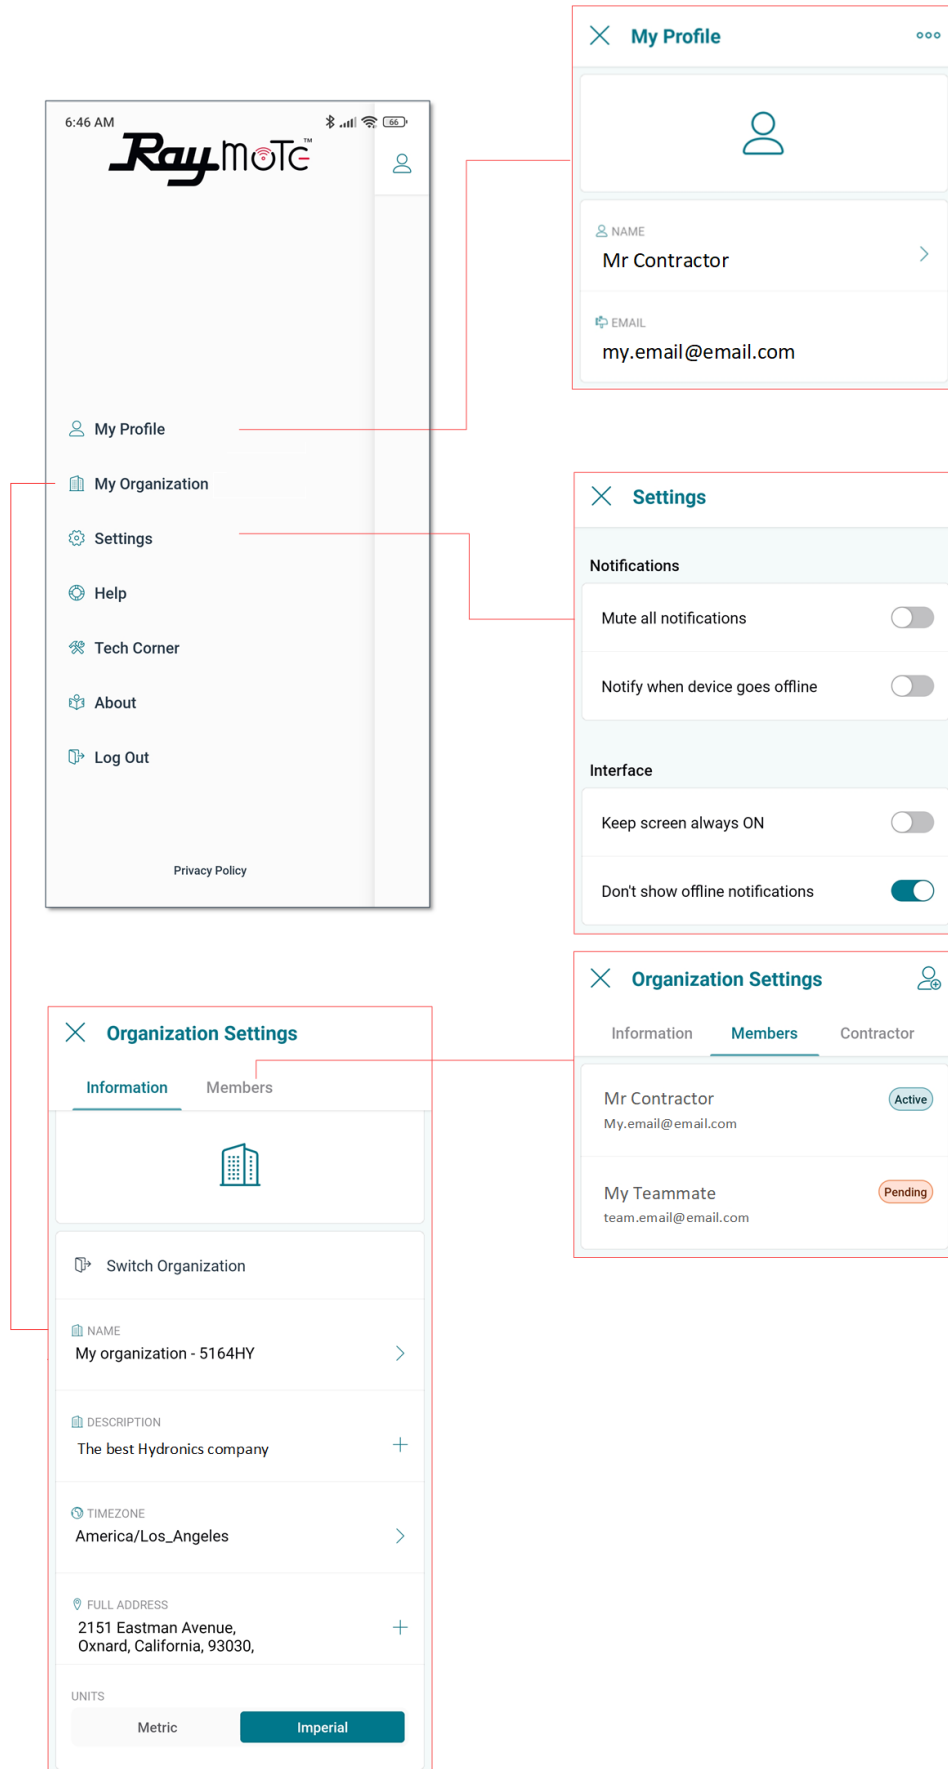 My Profile
6:46 AM
66
Raymote™
NAME
Mr Contractor
EMAIL
my.email@email.com
My Profile
My Organization
Settings
Help
Tech Corner
About
Log Out
Privacy Policy
Settings
Notifications
Mute all notifications
Notify when device goes offline
Interface
Keep screen always ON
Don't show offline notifications
Organization Settings
Information Members Contractor
Mr Contractor
Active
My.email@email.com
My Teammate
Pending
team.email@email.com
Organization Settings
Information Members
Switch Organization
NAME
My organization - 5164HY
DESCRIPTION
The best Hydronics company
TIMEZONE
America/Los_Angeles
FULL ADDRESS
2151 Eastman Avenue,
Oxnard, California, 93030,
UNITS
Metric Imperial